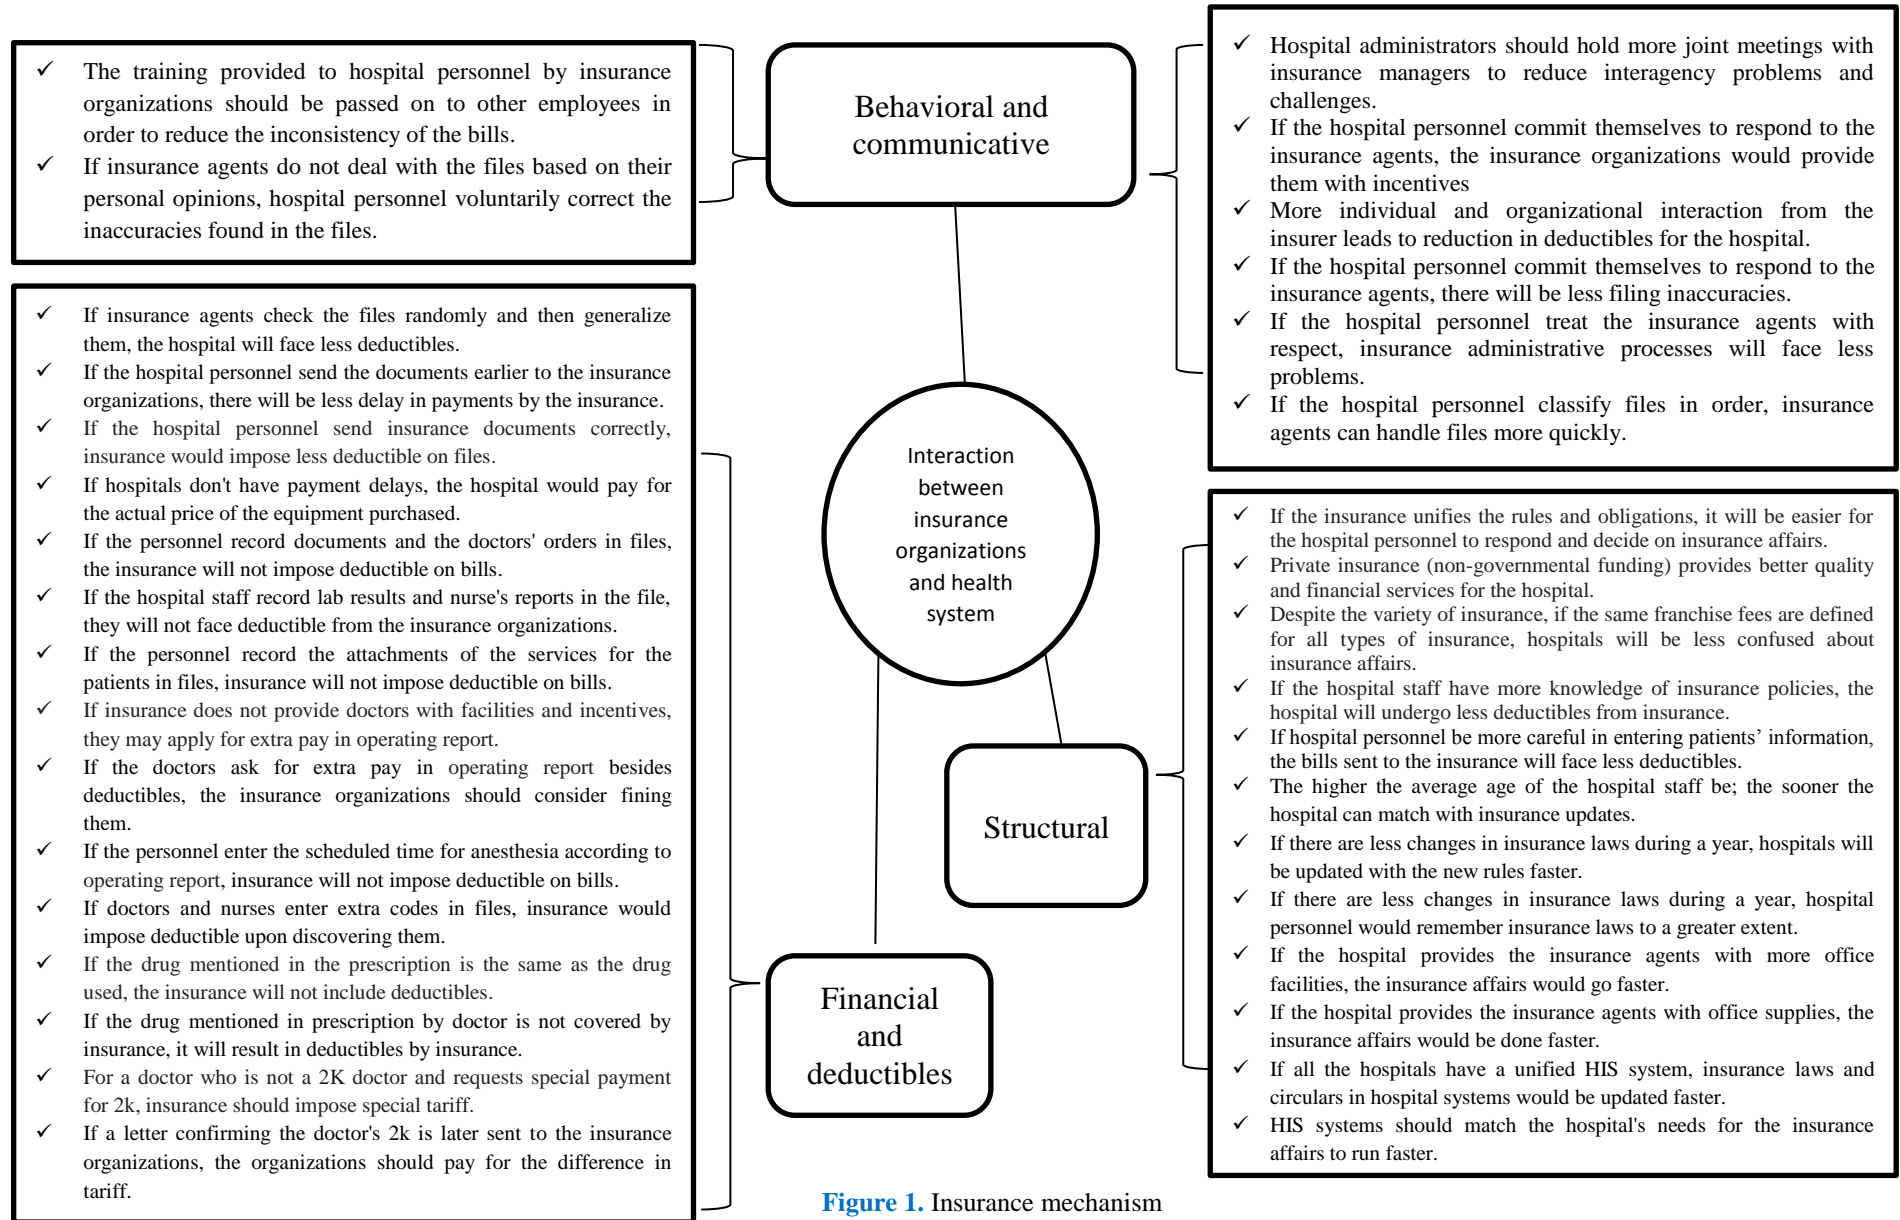 ✓ The training provided to hospital personnel by insurance
organizations should be passed on to other employees in
order to reduce the inconsistency of the bills.
✓ If insurance agents do not deal with the files based on their
personal opinions, hospital personnel voluntarily correct the
inaccuracies found in the files.
Behavioral and
communicative
✓ Hospital administrators should hold more joint meetings with
insurance managers to reduce interagency problems and
challenges.
✓ If the hospital personnel commit themselves to respond to the
insurance agents, the insurance organizations would provide
them with incentives
✓ More individual and organizational interaction from the
insurer leads to reduction in deductibles for the hospital.
✓ If the hospital personnel commit themselves to respond to the
insurance agents, there will be less filing inaccuracies.
✓ If the hospital personnel treat the insurance agents with
respect, insurance administrative processes will face less
problems.
✓ If the hospital personnel classify files in order, insurance
agents can handle files more quickly.
✓ If insurance agents check the files randomly and then generalize
them, the hospital will face less deductibles.
✓ If the hospital personnel send the documents earlier to the insurance
organizations, there will be less delay in payments by the insurance.
✓ If the hospital personnel send insurance documents correctly,
insurance would impose less deductible on files.
✓ If hospitals don't have payment delays, the hospital would pay for
the actual price of the equipment purchased.
✓ If the personnel record documents and the doctors' orders in files,
the insurance will not impose deductible on bills.
✓ If the hospital staff record lab results and nurse's reports in the file,
they will not face deductible from the insurance organizations.
✓ If the personnel record the attachments of the services for the
patients in files, insurance will not impose deductible on bills.
✓ If insurance does not provide doctors with facilities and incentives,
they may apply for extra pay in operating report.
✓ If the doctors ask for extra pay in operating report besides
deductibles, the insurance organizations should consider fining
them.
✓ If the personnel enter the scheduled time for anesthesia according to
operating report, insurance will not impose deductible on bills.
✓ If doctors and nurses enter extra codes in files, insurance would
impose deductible upon discovering them.
✓ If the drug mentioned in the prescription is the same as the drug
used, the insurance will not include deductibles.
✓ If the drug mentioned in prescription by doctor is not covered by
insurance, it will result in deductibles by insurance.
✓ For a doctor who is not a 2K doctor and requests special payment
for 2k, insurance should impose special tariff.
✓ If a letter confirming the doctor's 2k is later sent to the insurance
organizations, the organizations should pay for the difference in
tariff.
Interaction
between
insurance
organizations
and health
system
Structural
Financial
and
deductibles
✓ If the insurance unifies the rules and obligations, it will be easier for
the hospital personnel to respond and decide on insurance affairs.
✓ Private insurance (non-governmental funding) provides better quality
and financial services for the hospital.
✓ Despite the variety of insurance, if the same franchise fees are defined
for all types of insurance, hospitals will be less confused about
insurance affairs.
✓ If the hospital staff have more knowledge of insurance policies, the
hospital will undergo less deductibles from insurance.
✓ If hospital personnel be more careful in entering patients’ information,
the bills sent to the insurance will face less deductibles.
✓ The higher the average age of the hospital staff be; the sooner the
hospital can match with insurance updates.
✓ If there are less changes in insurance laws during a year, hospitals will
be updated with the new rules faster.
✓ If there are less changes in insurance laws during a year, hospital
personnel would remember insurance laws to a greater extent.
✓ If the hospital provides the insurance agents with more office
facilities, the insurance affairs would go faster.
✓ If the hospital provides the insurance agents with office supplies, the
insurance affairs would be done faster.
✓ If all the hospitals have a unified HIS system, insurance laws and
circulars in hospital systems would be updated faster.
✓ HIS systems should match the hospital's needs for the insurance
affairs to run faster.
Figure 1. Insurance mechanism